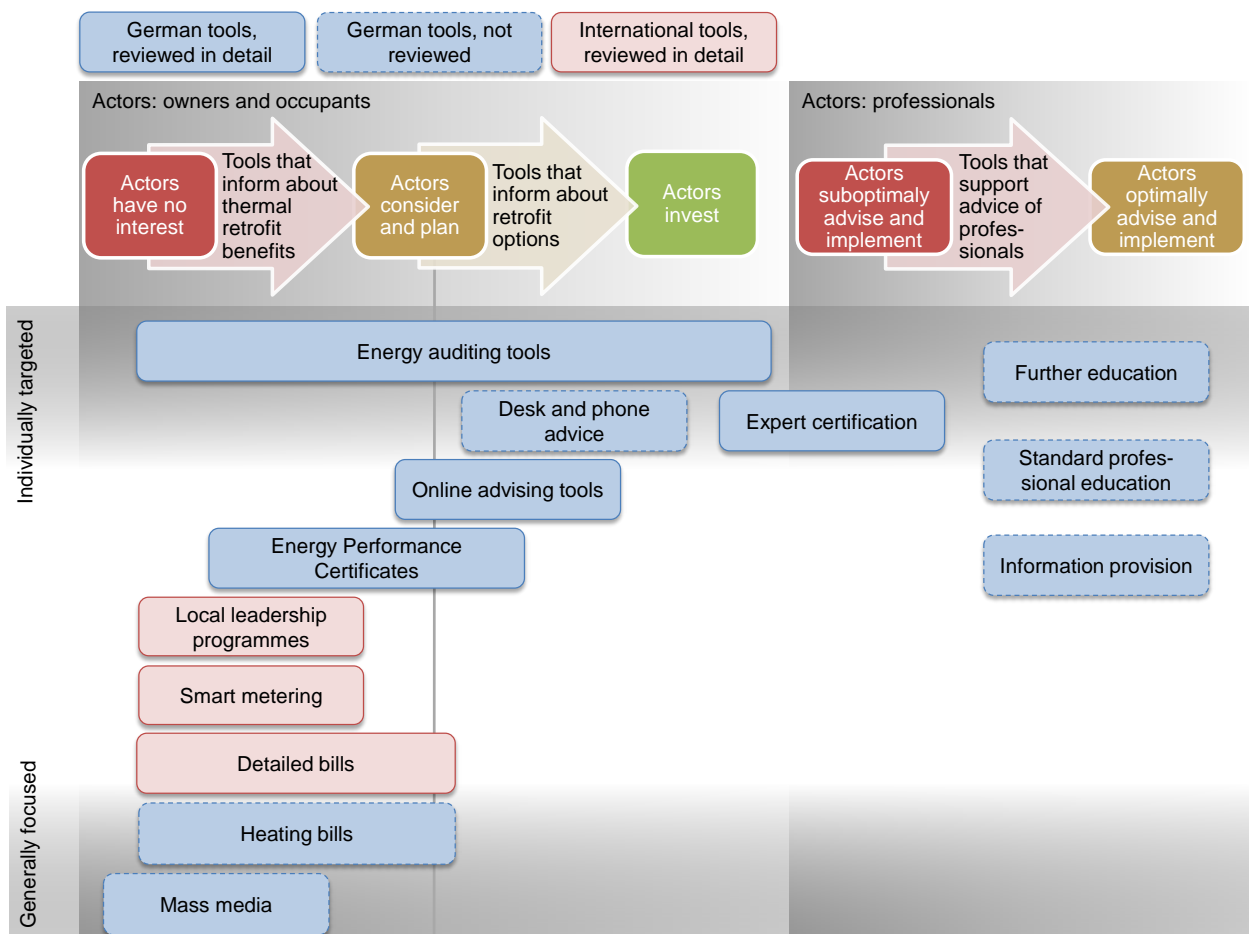 German tools,
reviewed in detail
German tools, not
reviewed
International tools,
reviewed in detail
Actors: owners and occupants
Actors: professionals
Actors
have no
interest
Tools that
inform about
thermal
retrofit
benefits
Actors
consider
and plan
Tools that
inform about
retrofit
options
Actors
invest
Actors
suboptimaly
advise and
implement
Tools that
support
advice of
profes-
sionals
Actors
optimally
advise and
implement
Individually targeted
Energy auditing tools
Further education
Desk and phone
advice
Expert certification
Standard profes-
sional education
Online advising tools
Energy Performance
Certificates
Information provision
Local leadership
programmes
Smart metering
Detailed bills
Generally focused
Heating bills
Mass media